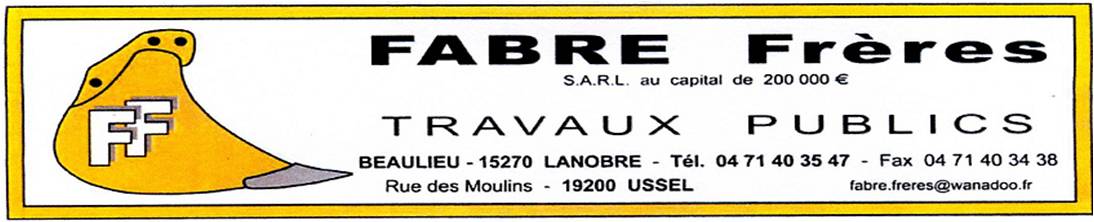 FF
FABRE Frères
S.A.R.L. au capital de 200 000 €
TRAVAUX PUBLICS
BEAULIEU - 15270 LANOBRE - Tél. 04 71 40 35 47 - Fax 04 71 40 34 38
Rue des Moulins - 19200 USSEL fabre.freres@wanadoo.fr